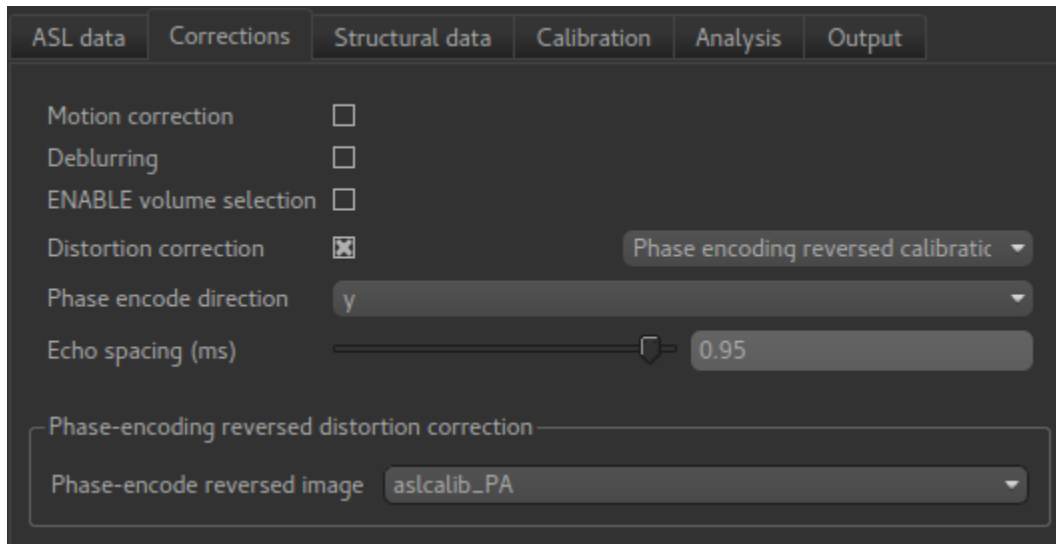 ASL data Corrections Structural data Calibration Analysis Output
Motion correction
Deblurring
ENABLE volume selection
Distortion correction Phase encoding reversed calibratic
Phase encode direction y
Echo spacing (ms) 0.95
Phase-encoding reversed distortion correction
Phase-encode reversed image aslcalib_PA